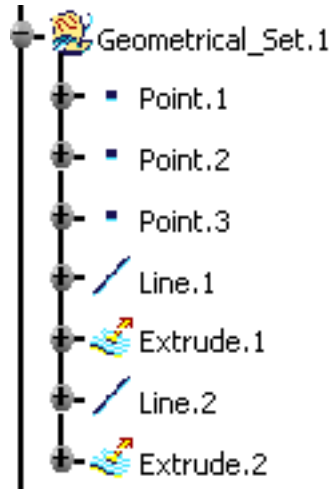 Geometrical_Set.1
Point.1
Point.2
Point.3
Line.1
Extrude.1
Line.2
Extrude.2